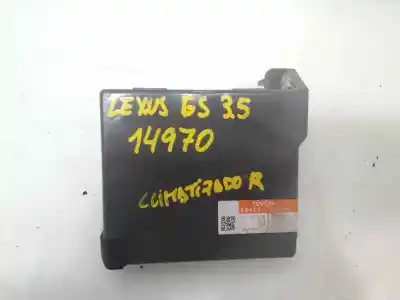 LEXUS GS 35
14970
CLIMATIZADOR
TOYOTA